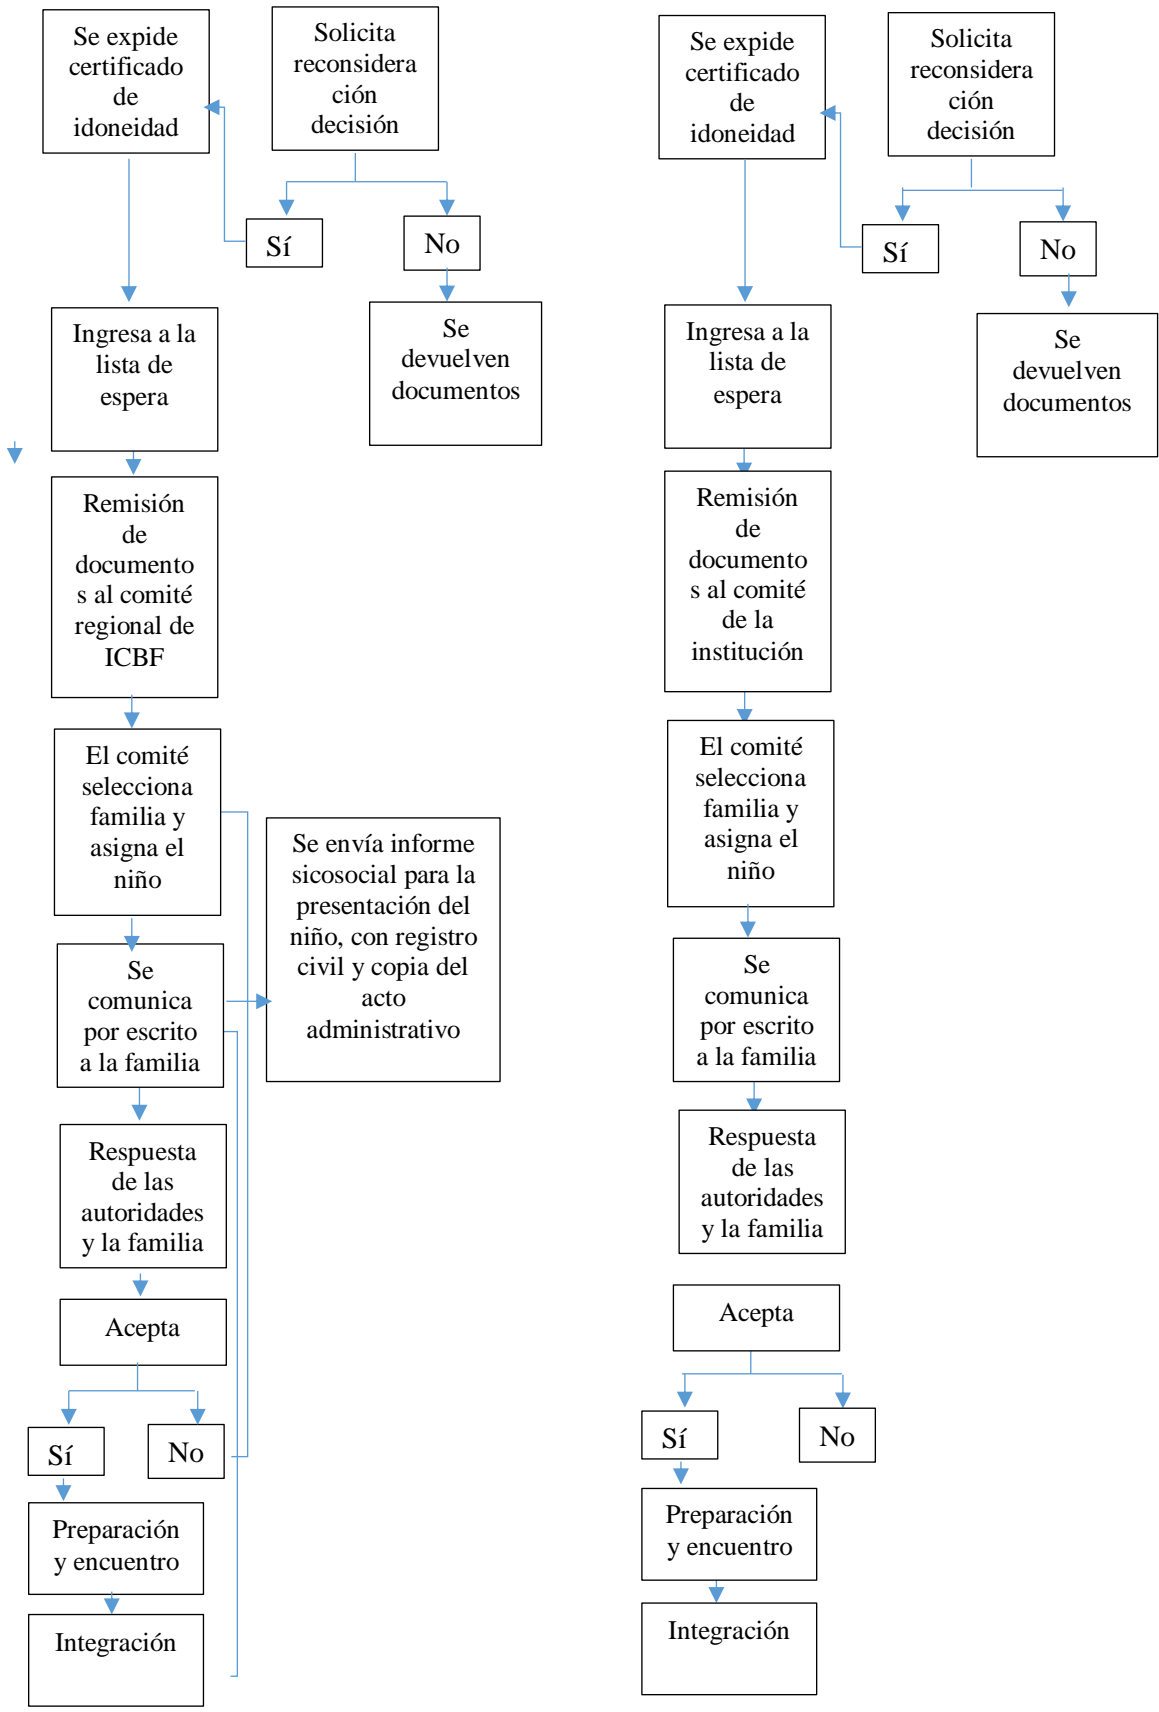 Se expide
certificado
de
idoneidad
Solicita
reconsidera
ción
decisión
Sí
No
Ingresa a la
lista de
espera
Se
devuelven
documentos
Remisión
de
documento
s al comité
regional de
ICBF
El comité
selecciona
familia y
asigna el
niño
Se envía informe
sicosocial para la
presentación del
niño, con registro
civil y copia del
acto
administrativo
Se
comunica
por escrito
a la familia
Respuesta
de las
autoridades
y la familia
Acepta
Sí
No
Preparación
y encuentro
Integración
Se expide
certificado
de
idoneidad
Solicita
reconsidera
ción
decisión
Sí
No
Ingresa a la
lista de
espera
Se
devuelven
documentos
Remisión
de
documento
s al comité
de la
institución
El comité
selecciona
familia y
asigna el
niño
Se
comunica
por escrito
a la familia
Respuesta
de las
autoridades
y la familia
Acepta
Sí
No
Preparación
y encuentro
Integración